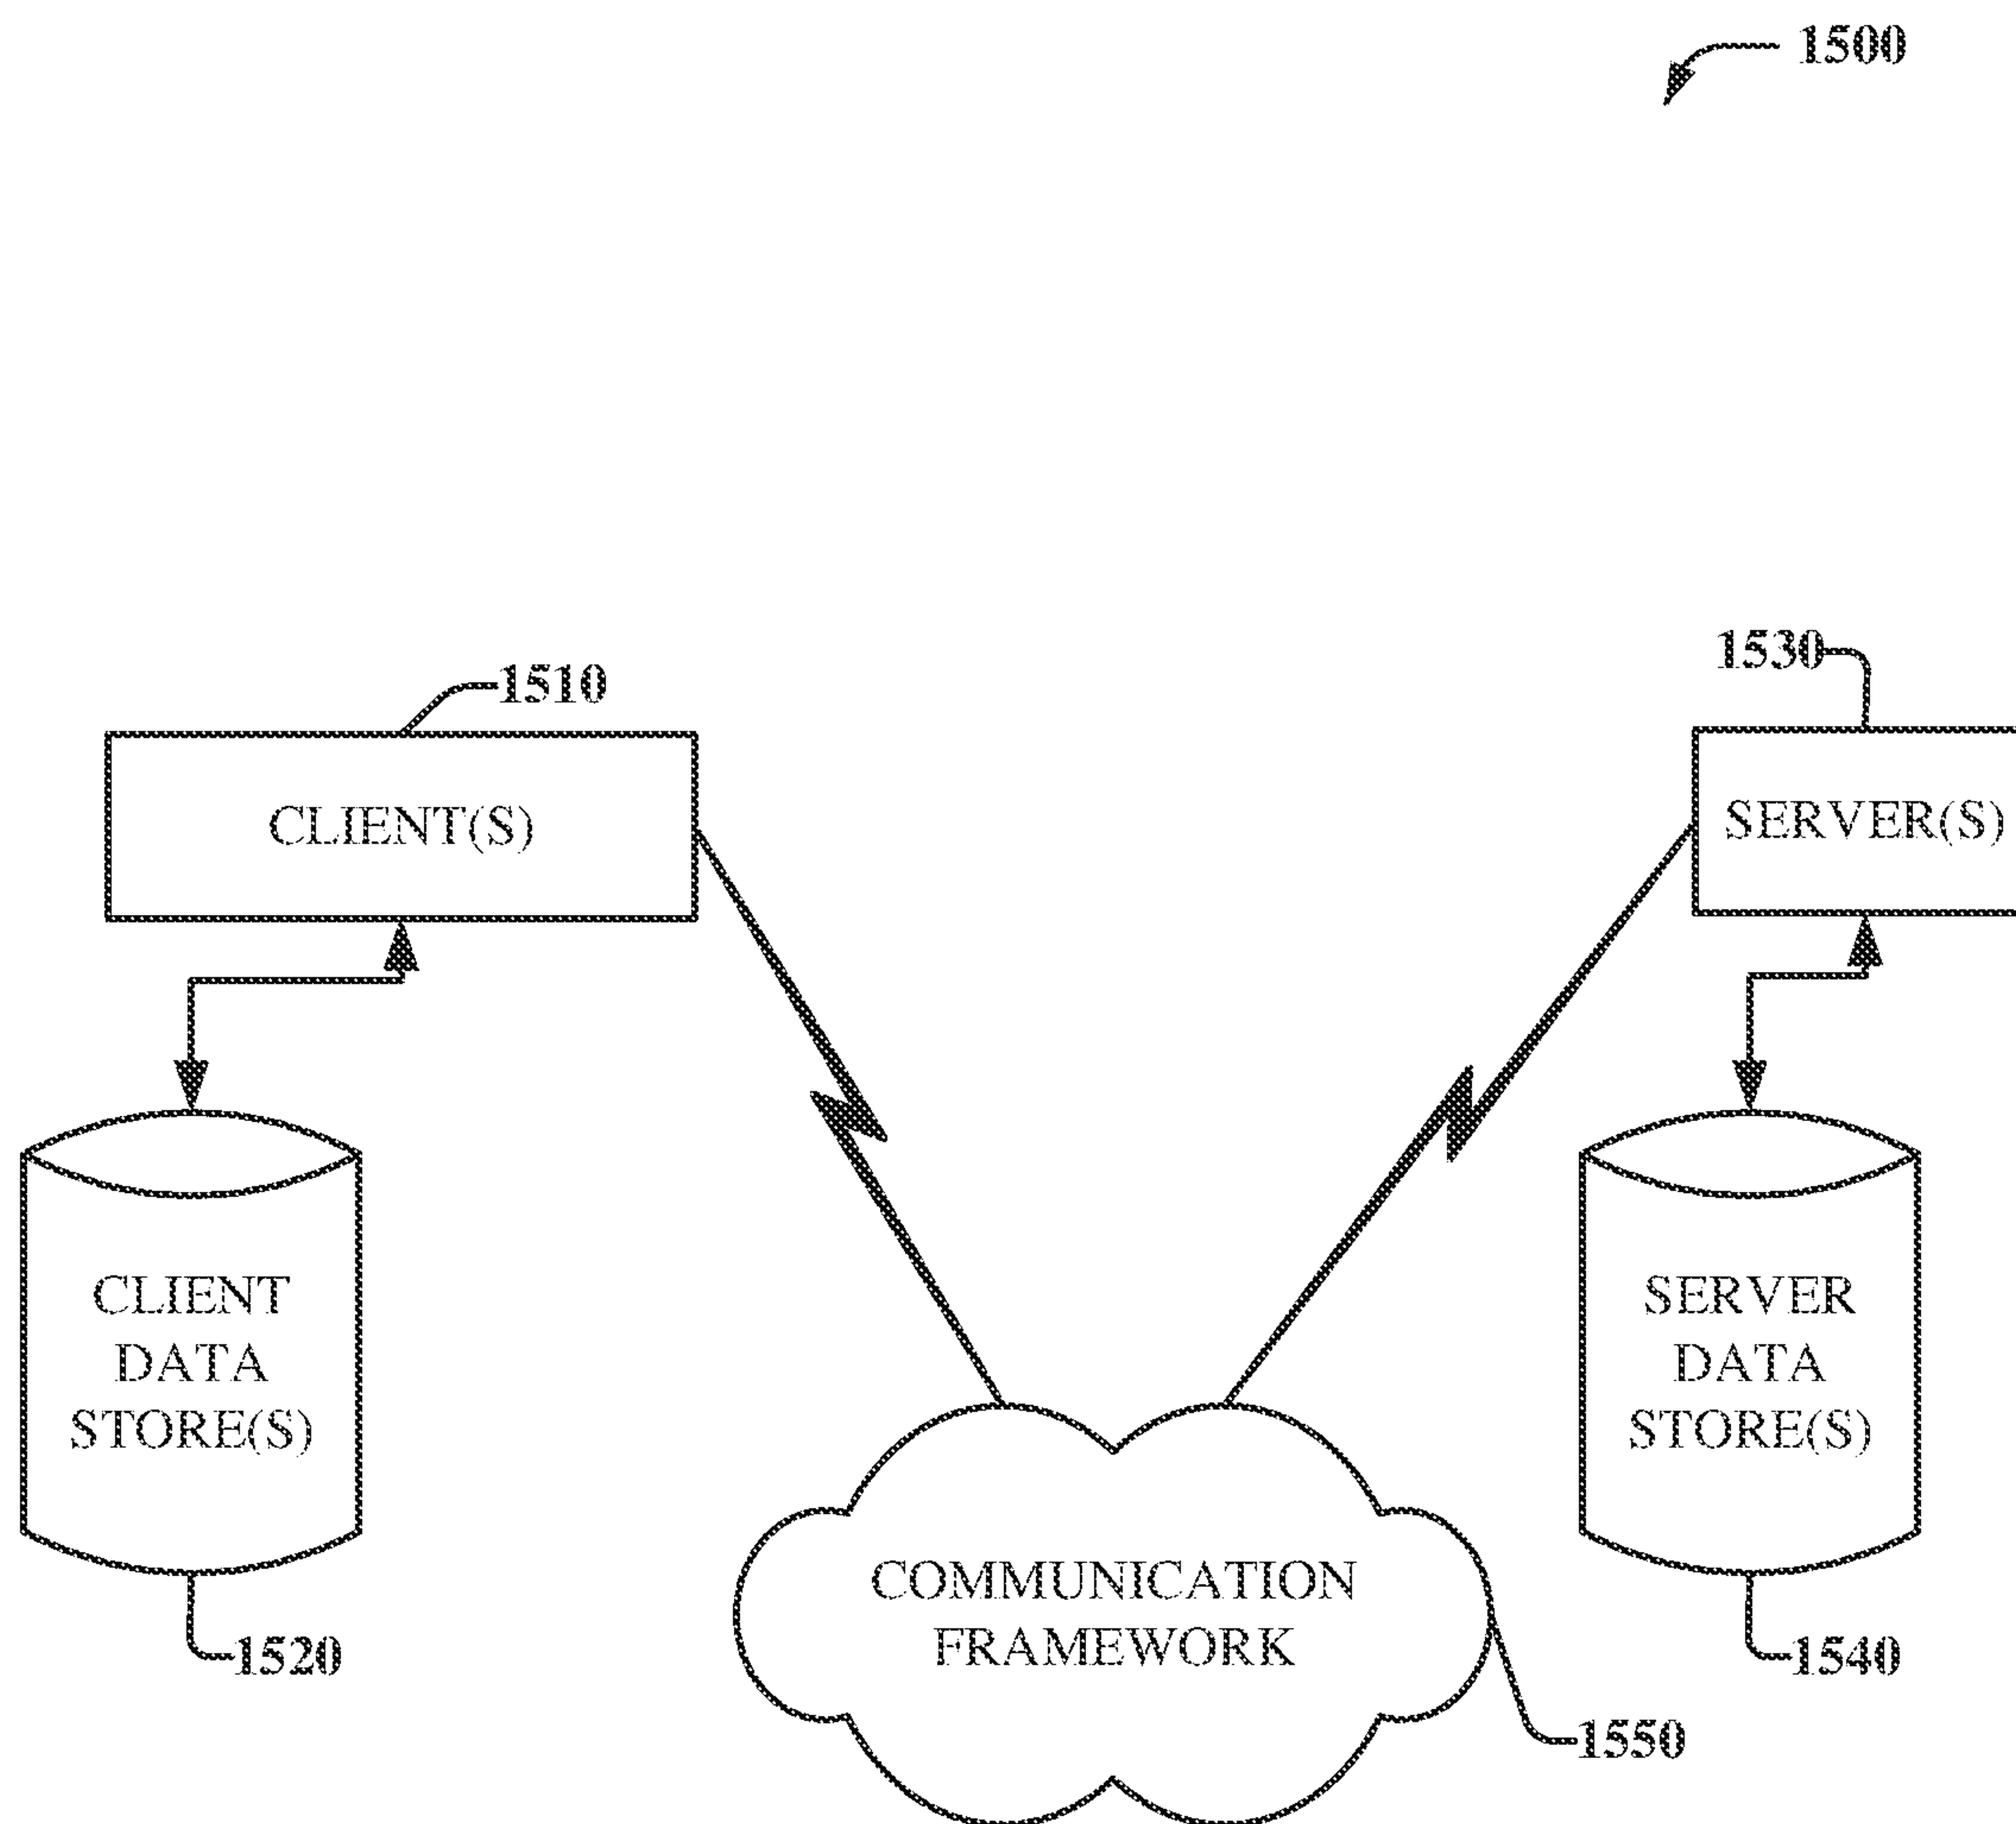 1500
1510
1530
CLIENT(S)
SERVER(S)
CLIENT
DATA
STORE(S)
SERVER
DATA
STORE(S)
COMMUNICATION
FRAMEWORK
1520
1540
1550